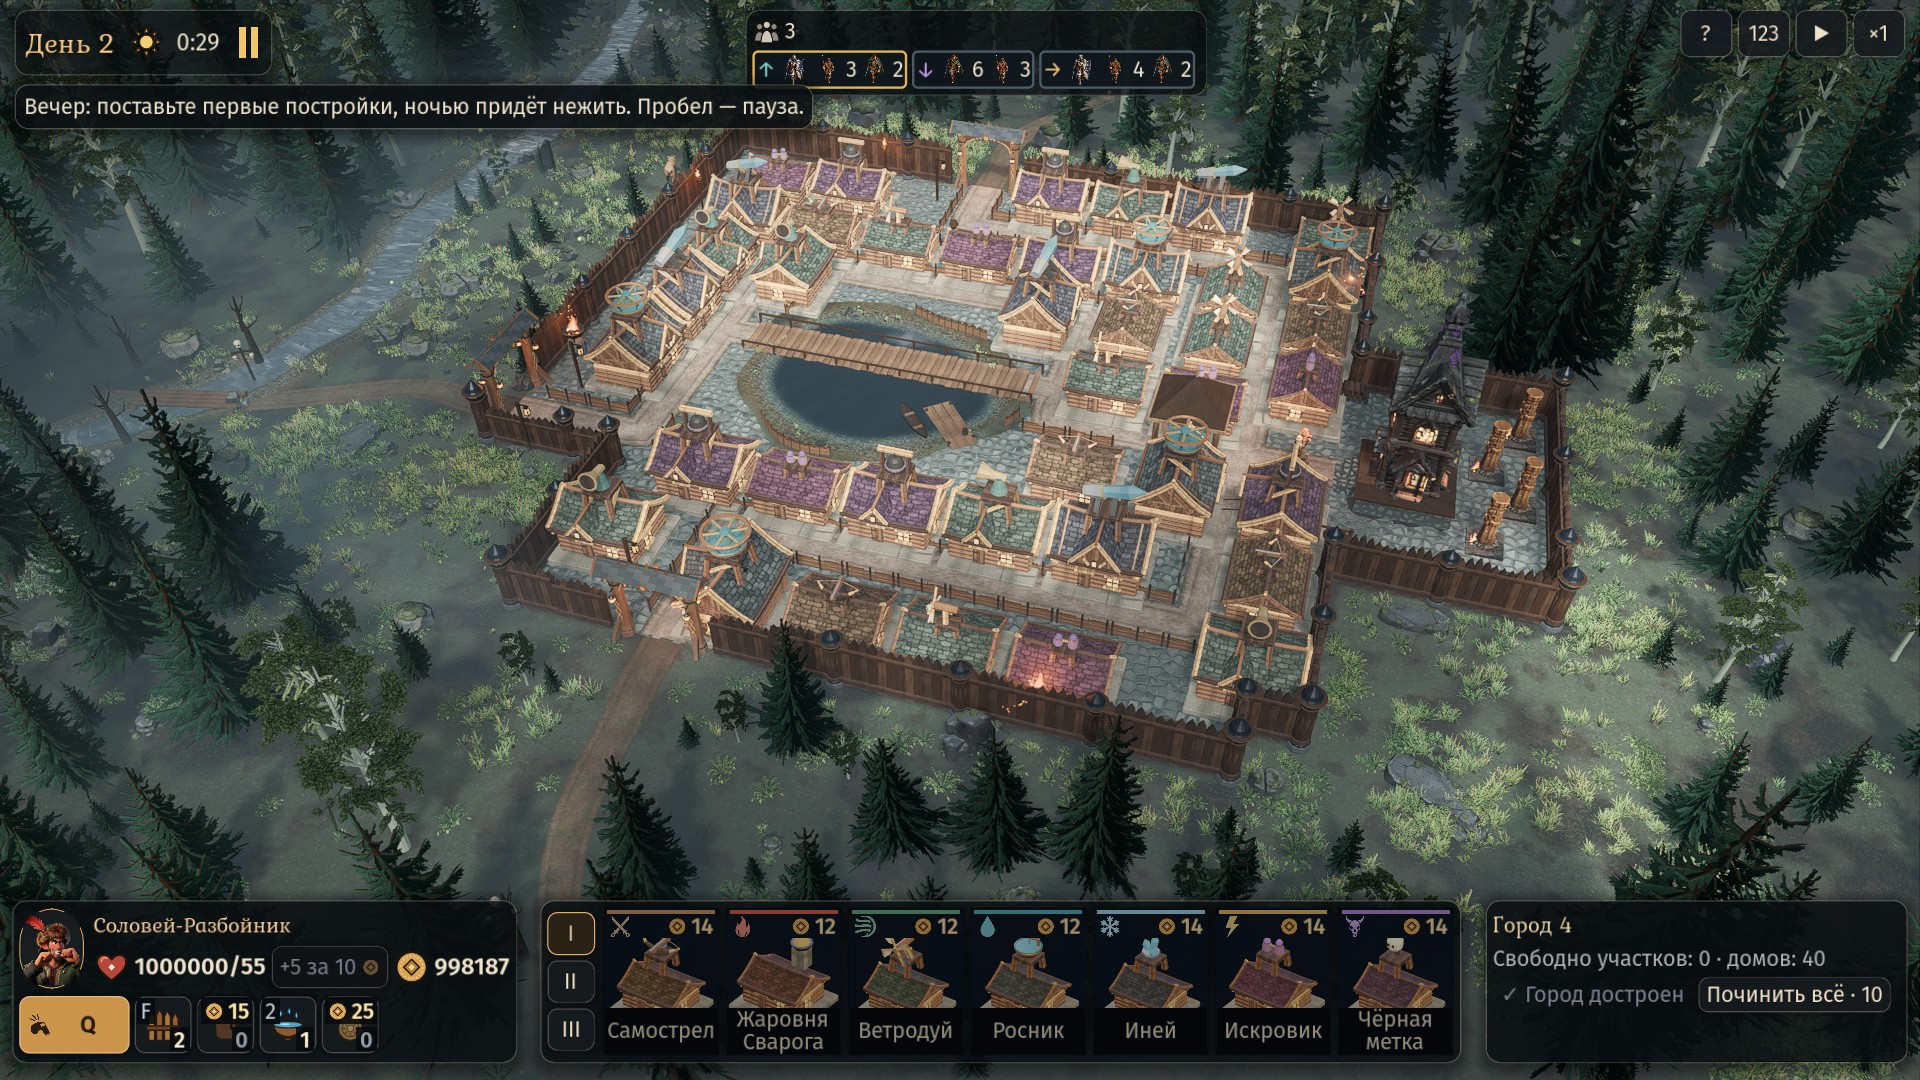 День 2 0:29
3
3 2 6 3 4 2
? 123 ×1
Вечер: поставьте первые постройки, ночью придёт нежить. Пробел — пауза.
Соловей-Разбойник
1000000/55 +5 за 10 998187
Q F 2 15 0 2 1 25 0
I
II
III
14 12 12 12 14 14 14
Самострел
Жаровня
Сварога
Ветродуй
Росник
Иней
Искровик
Чёрная
метка
Город 4
Свободно участков: 0 · домов: 40
✓ Город достроен Починить всё · 10